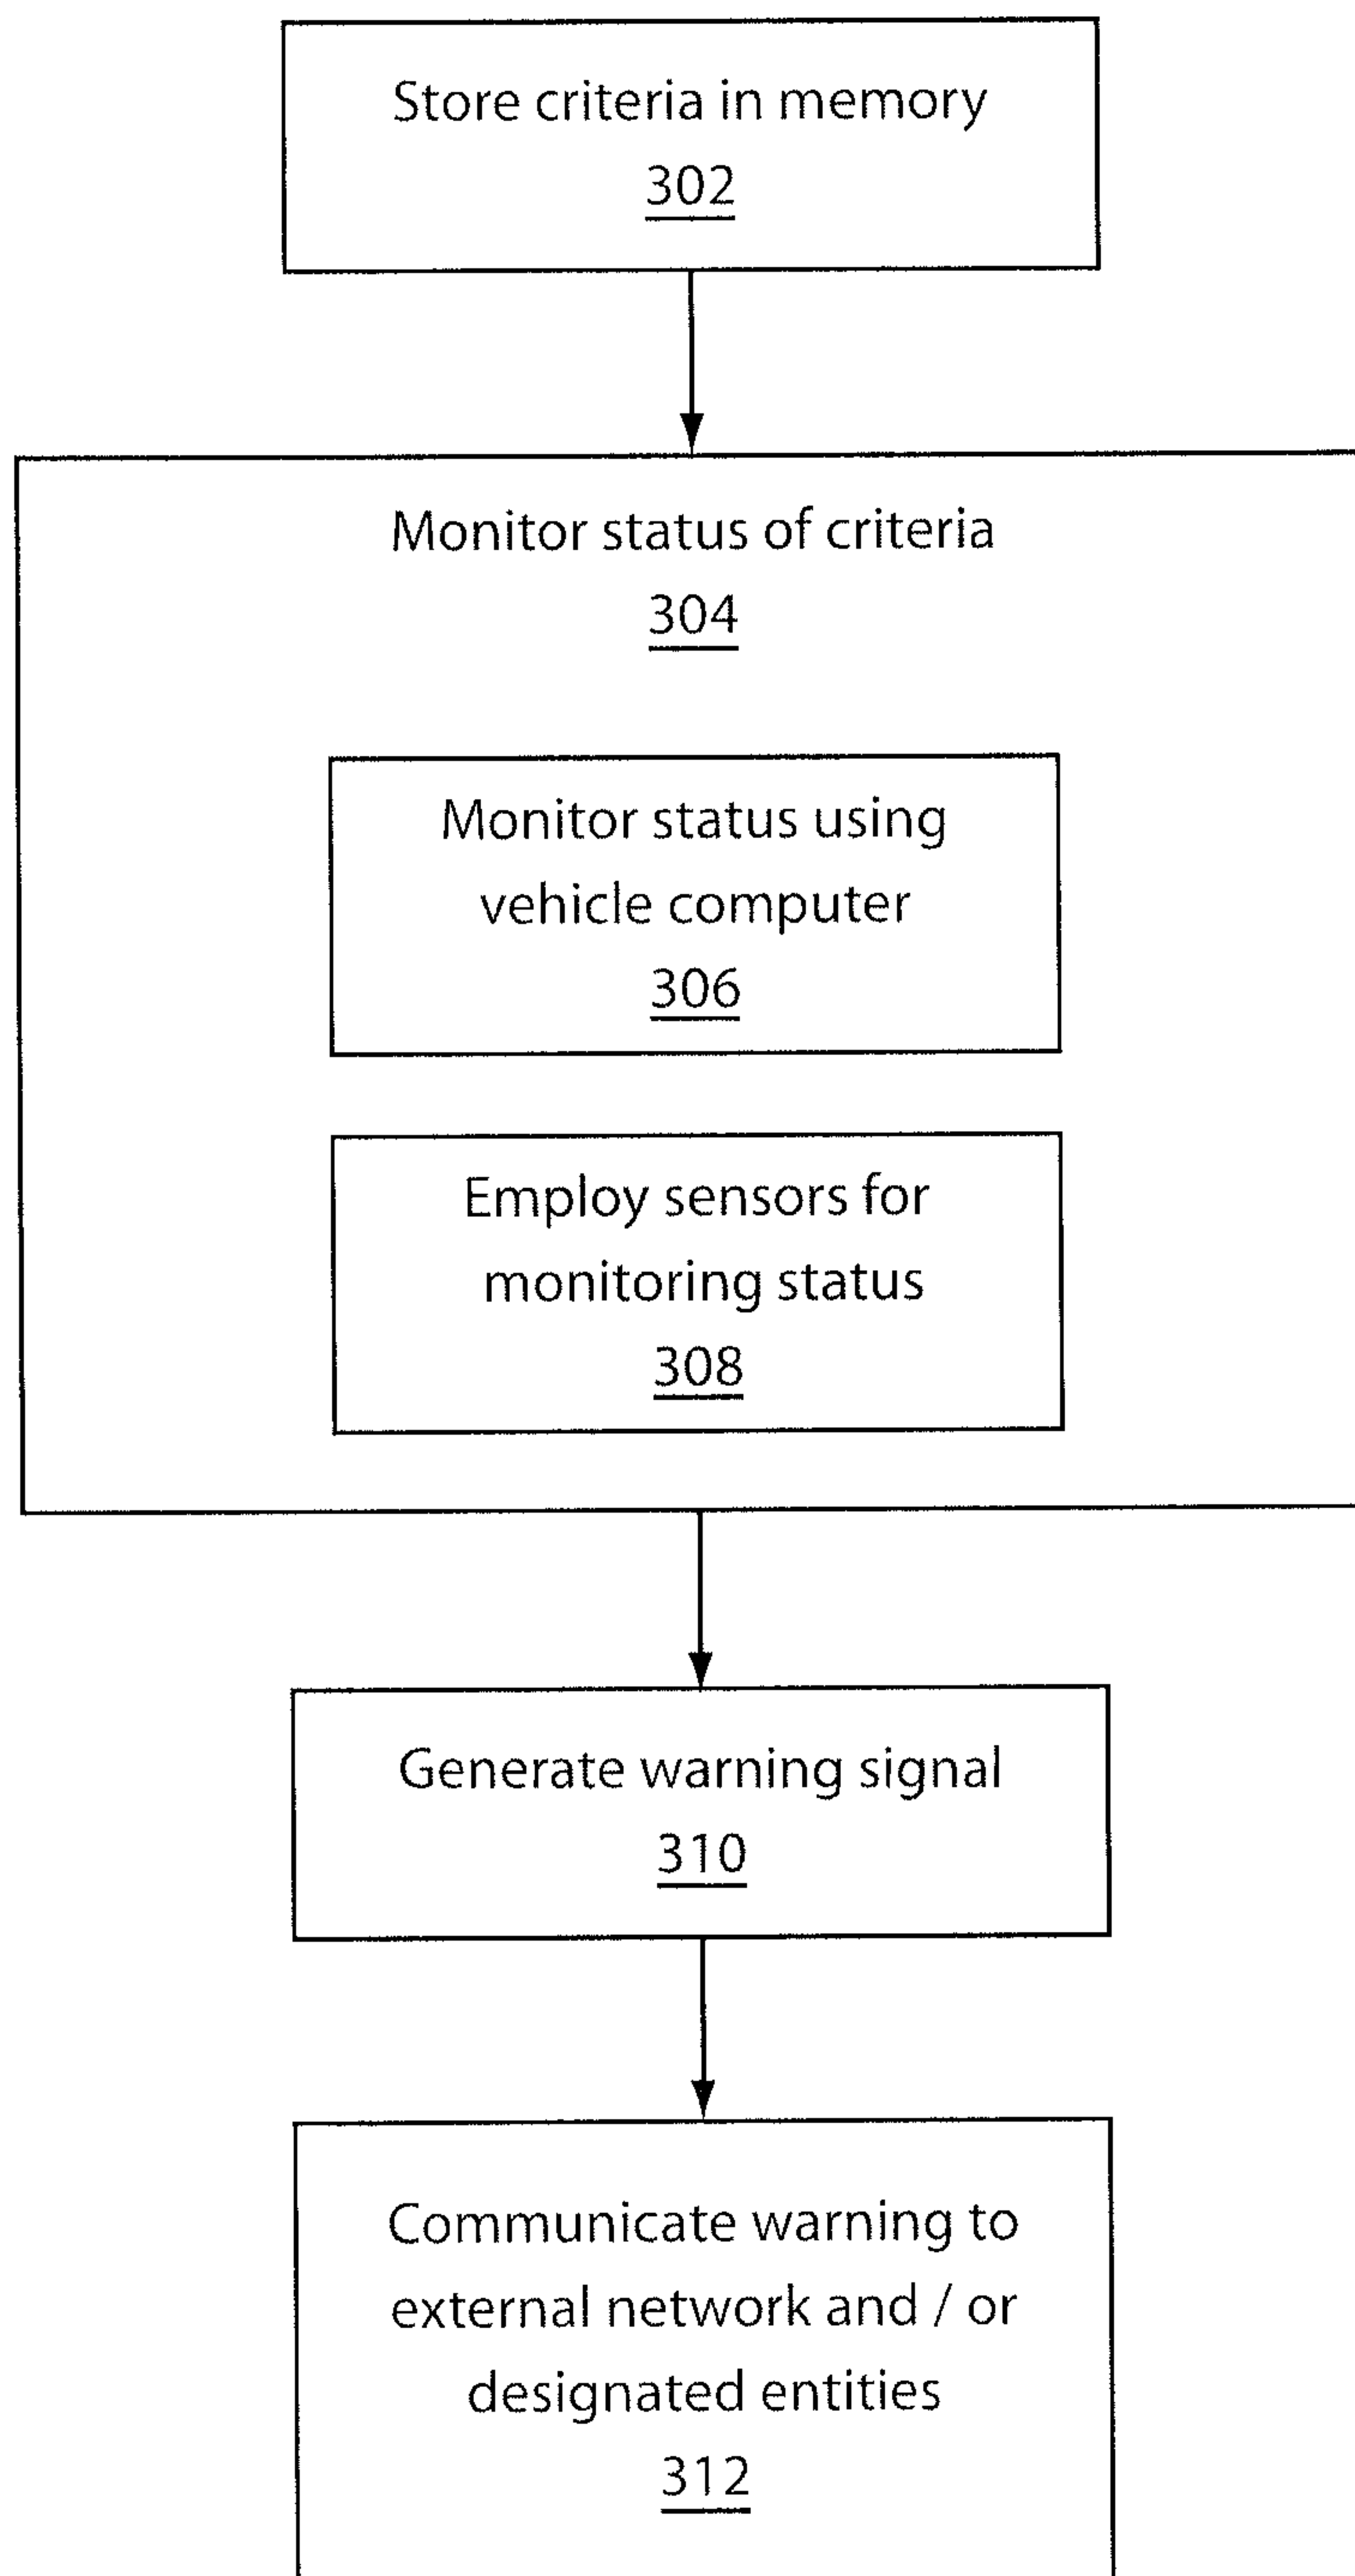 Store criteria in memory
302
Monitor status of criteria
304
Monitor status using
vehicle computer
306
Employ sensors for
monitoring status
308
Generate warning signal
310
Communicate warning to
external network and / or
designated entities
312